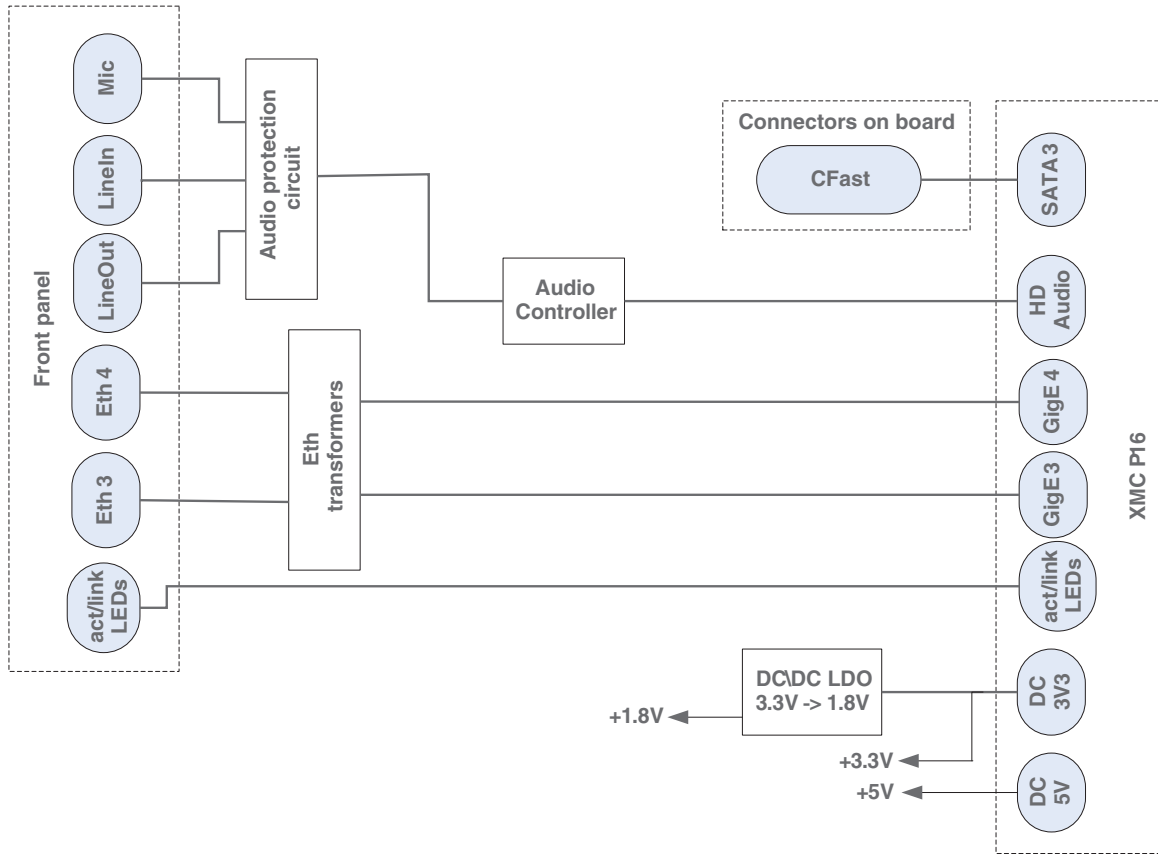 Front panel
Mic
LineIn
LineOut
Eth 4
Eth 3
act/link
LEDs
Audio protection
circuit
Eth
transformers
Audio
Controller
Connectors on board
CFast
DC\DC LDO
3.3V -> 1.8V
+1.8V
+3.3V
+5V
SATA 3
HD
Audio
GigE 4
GigE 3
act/link
LEDs
DC
3V3
DC
5V
XMC P16